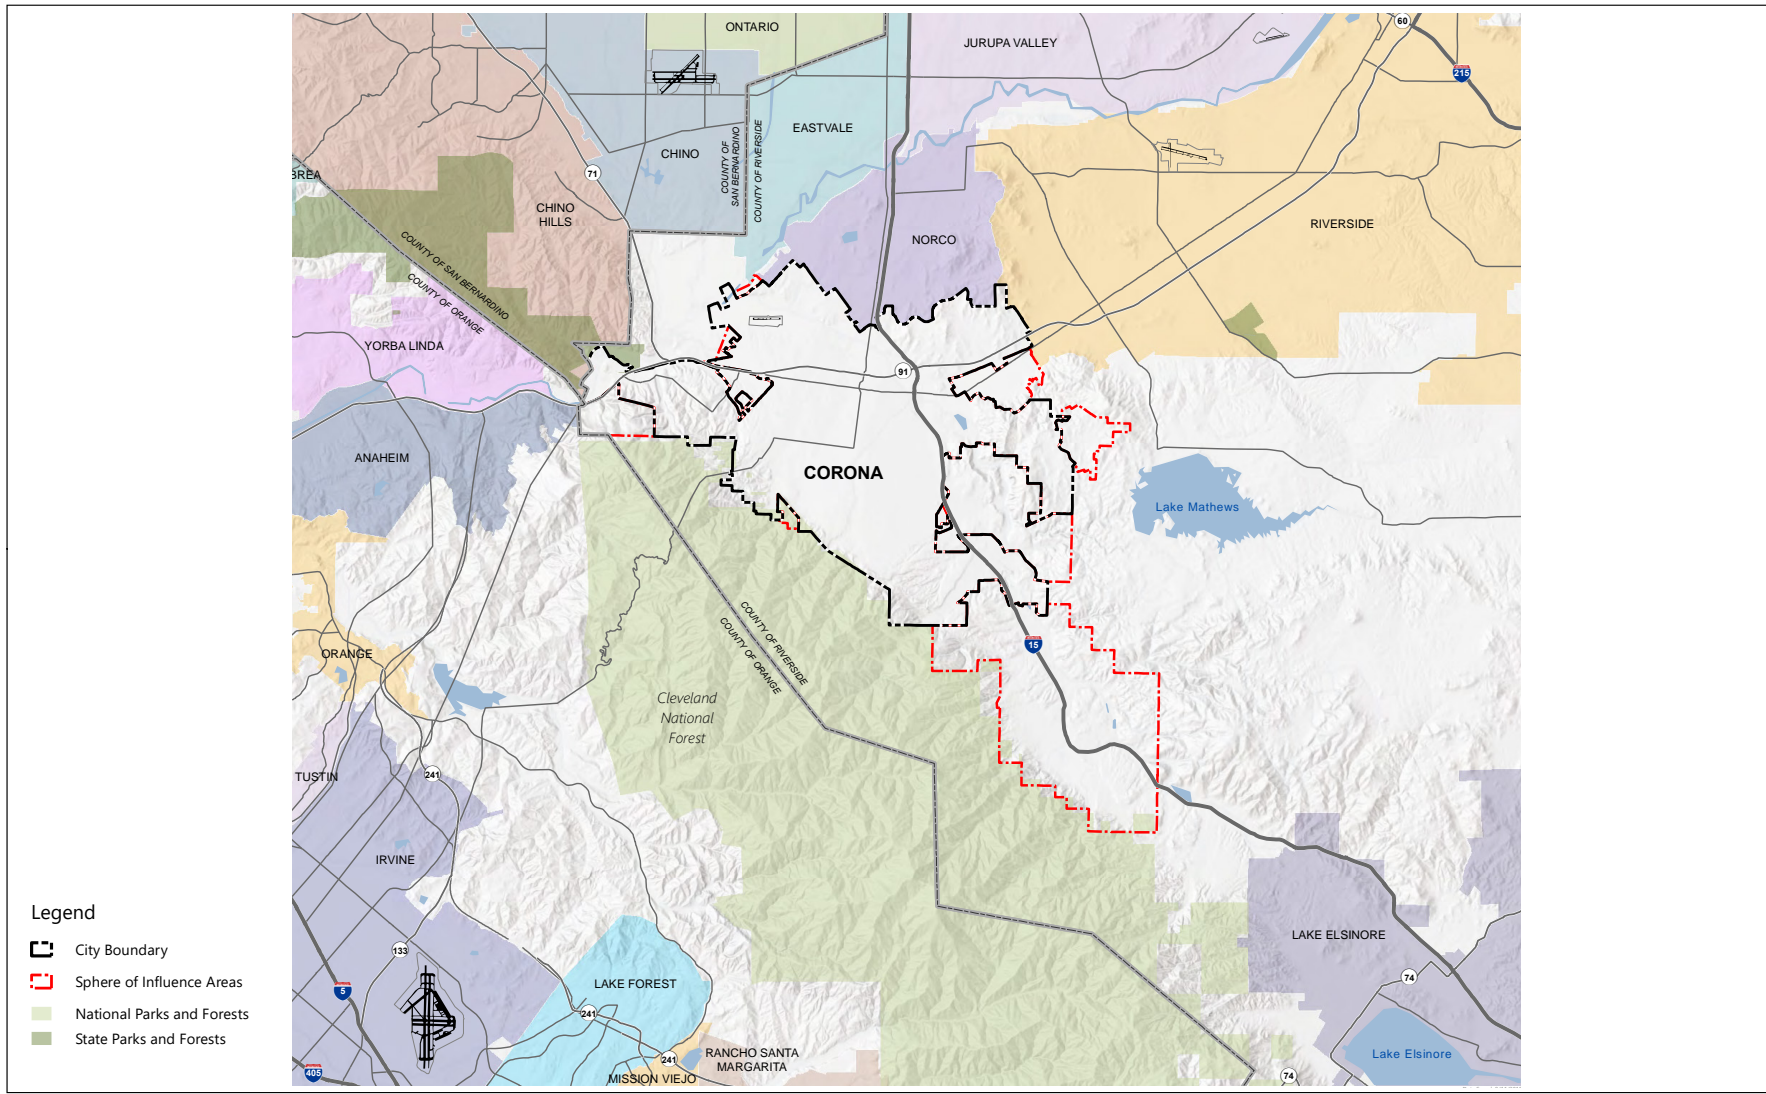 ONTARIO
JURUPA VALLEY
60
215
EASTVALE
CHINO
COUNTY OF
SAN BERNARDINO
COUNTY OF RIVERSIDE
71
BREA
CHINO
HILLS
NORCO
RIVERSIDE
COUNTY OF SAN BERNARDINO
COUNTY OF ORANGE
YORBA LINDA
91
ANAHEIM
CORONA
Lake Mathews
COUNTY OF RIVERSIDE
COUNTY OF ORANGE
ORANGE
15
Cleveland
National
Forest
TUSTIN
241
IRVINE
Legend
City Boundary
Sphere of Influence Areas
National Parks and Forests
State Parks and Forests
133
5
405
LAKE FOREST
241
241
RANCHO SANTA
MARGARITA
MISSION VIEJO
LAKE ELSINORE
74
Lake Elsinore
74